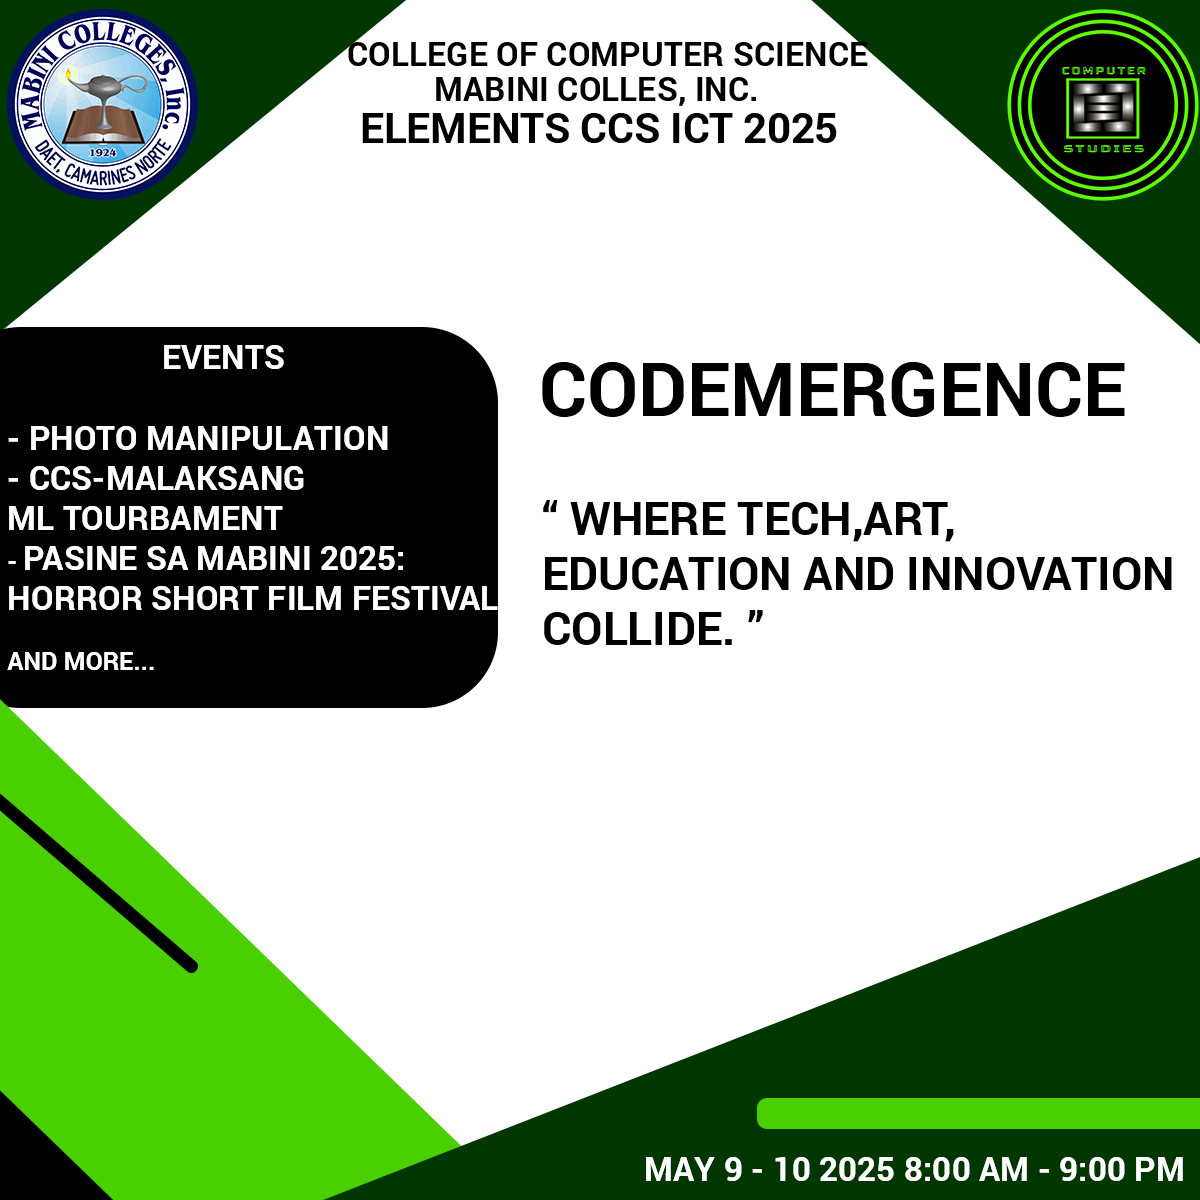 MABINI COLLEGES, Inc.
1924
DAET, CAMARINES NORTE
COLLEGE OF COMPUTER SCIENCE
MABINI COLLES, INC.
ELEMENTS CCS ICT 2025
COMPUTER
STUDIES
EVENTS
- PHOTO MANIPULATION
- CCS-MALAKSANG
ML TOURBAMENT
- PASINE SA MABINI 2025:
HORROR SHORT FILM FESTIVAL
AND MORE...
CODEMERGENCE
“ WHERE TECH,ART,
EDUCATION AND INNOVATION
COLLIDE. ”
MAY 9 - 10 2025 8:00 AM - 9:00 PM